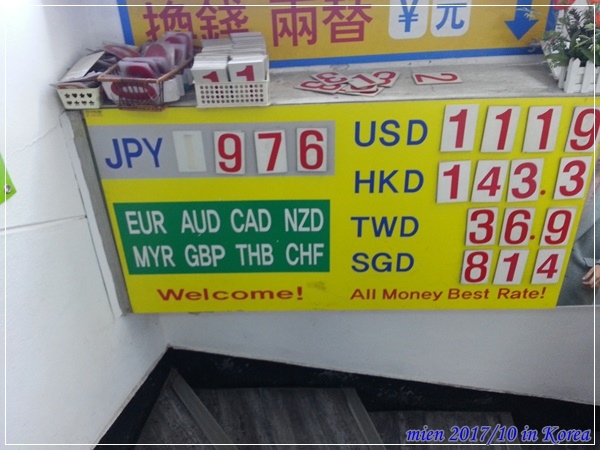 換錢 兩替 ¥ 元
JPY 976
USD 1119
HKD 143.3
TWD 36.9
SGD 814
EUR AUD CAD NZD
MYR GBP THB CHF
Welcome!
All Money Best Rate!
mien 2017/10 in Korea